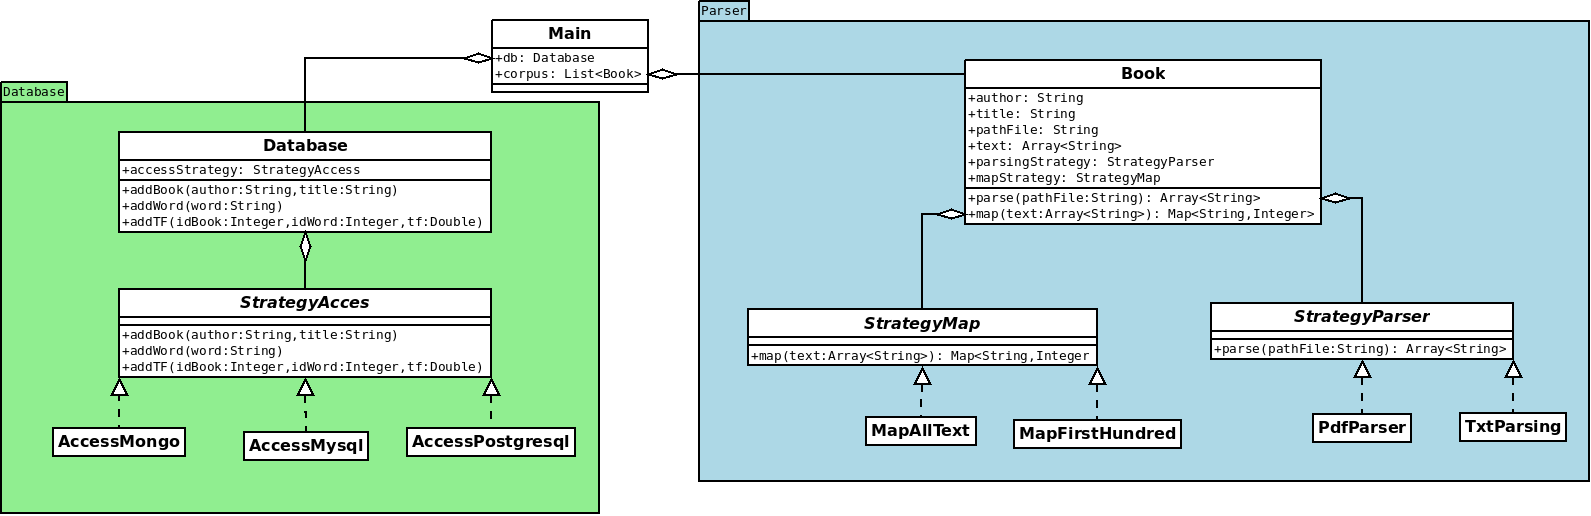 Parser
Main
+db: Database
+corpus: List<Book>
Database
Database
+accessStrategy: StrategyAccess
+addBook(author:String,title:String)
+addWord(word:String)
+addTF(idBook:Integer,idWord:Integer,tf:Double)
StrategyAcces
+addBook(author:String,title:String)
+addWord(word:String)
+addTF(idBook:Integer,idWord:Integer,tf:Double)
AccessMongo
AccessMysql
AccessPostgresql
Book
+author: String
+title: String
+pathFile: String
+text: Array<String>
+parsingStrategy: StrategyParser
+mapStrategy: StrategyMap
+parse(pathFile:String): Array<String>
+map(text:Array<String>): Map<String,Integer>
StrategyMap
+map(text:Array<String>): Map<String,Integer
StrategyParser
+parse(pathFile:String): Array<String>
MapAllText
MapFirstHundred
PdfParser
TxtParsing